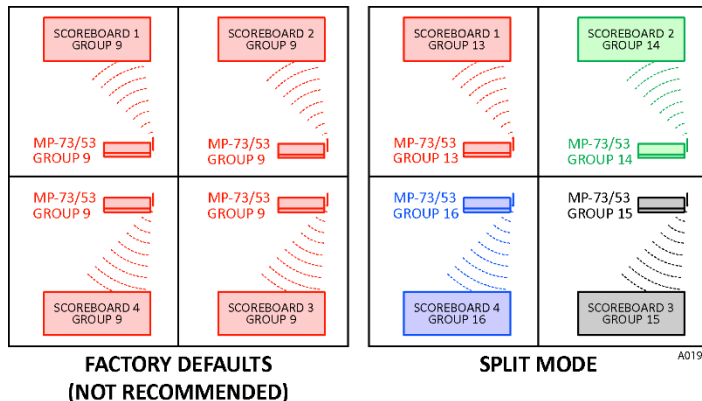 SCOREBOARD 1
GROUP 9
SCOREBOARD 2
GROUP 9
MP-73/53
GROUP 9
MP-73/53
GROUP 9
MP-73/53
GROUP 9
MP-73/53
GROUP 9
SCOREBOARD 4
GROUP 9
SCOREBOARD 3
GROUP 9
FACTORY DEFAULTS
(NOT RECOMMENDED)
SCOREBOARD 1
GROUP 13
SCOREBOARD 2
GROUP 14
MP-73/53
GROUP 13
MP-73/53
GROUP 14
MP-73/53
GROUP 16
MP-73/53
GROUP 15
SCOREBOARD 4
GROUP 16
SCOREBOARD 3
GROUP 15
A019
SPLIT MODE